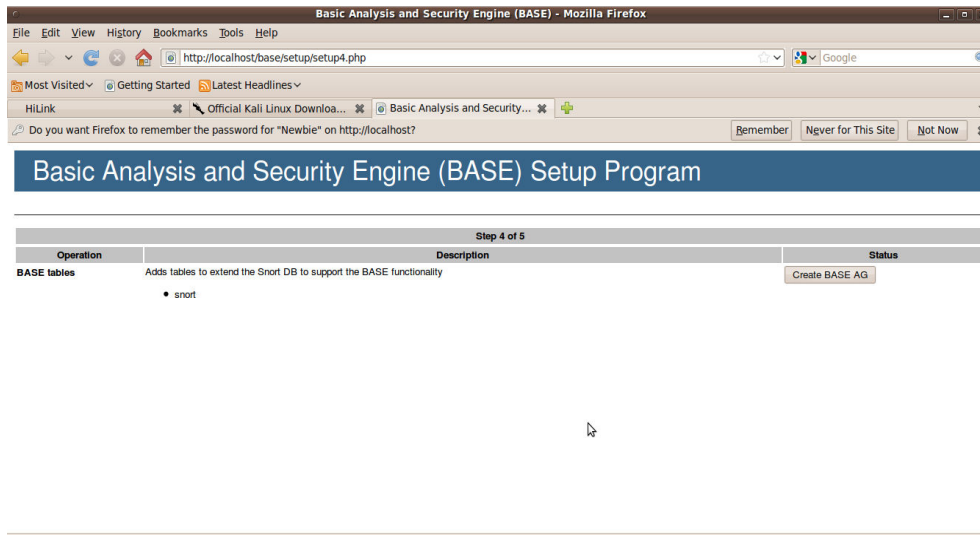 Basic Analysis and Security Engine (BASE) - Mozilla Firefox
File Edit View History Bookmarks Tools Help
http://localhost/base/setup/setup4.php
Google
Most Visited Getting Started Latest Headlines
HiLink Official Kali Linux Downloa... Basic Analysis and Security...
Do you want Firefox to remember the password for "Newbie" on http://localhost? Remember Never for This Site Not Now
Basic Analysis and Security Engine (BASE) Setup Program
Step 4 of 5
Operation Description Status
BASE tables Adds tables to extend the Snort DB to support the BASE functionality Create BASE AG
• snort